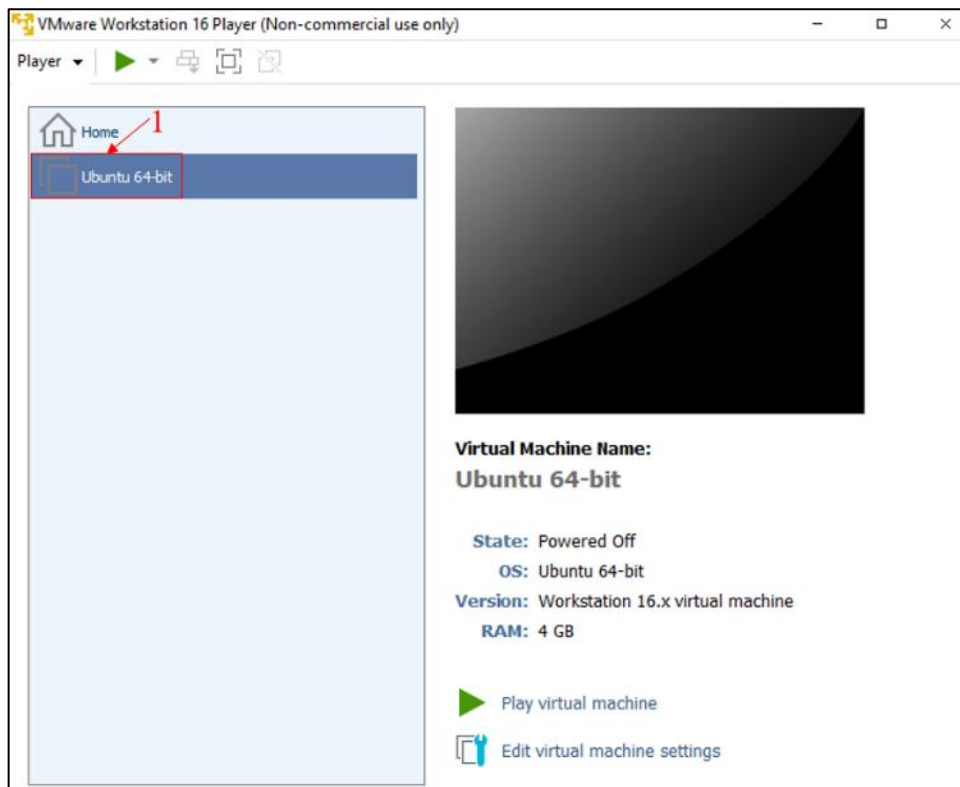 VMware Workstation 16 Player (Non-commercial use only)
Player
Home
1
Ubuntu 64-bit
Virtual Machine Name:
Ubuntu 64-bit
State: Powered Off
OS: Ubuntu 64-bit
Version: Workstation 16.x virtual machine
RAM: 4 GB
Play virtual machine
Edit virtual machine settings